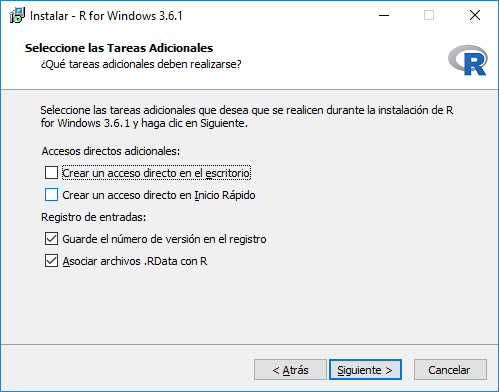 Instalar - R for Windows 3.6.1
Seleccione las Tareas Adicionales
¿Qué tareas adicionales deben realizarse?
R
Seleccione las tareas adicionales que desea que se realicen durante la instalación de R
for Windows 3.6.1 y haga clic en Siguiente.
Accesos directos adicionales:
Crear un acceso directo en el escritorio
Crear un acceso directo en Inicio Rápido
Registro de entradas:
Guarde el número de versión en el registro
Asociar archivos .RData con R
< Atrás Siguiente > Cancelar